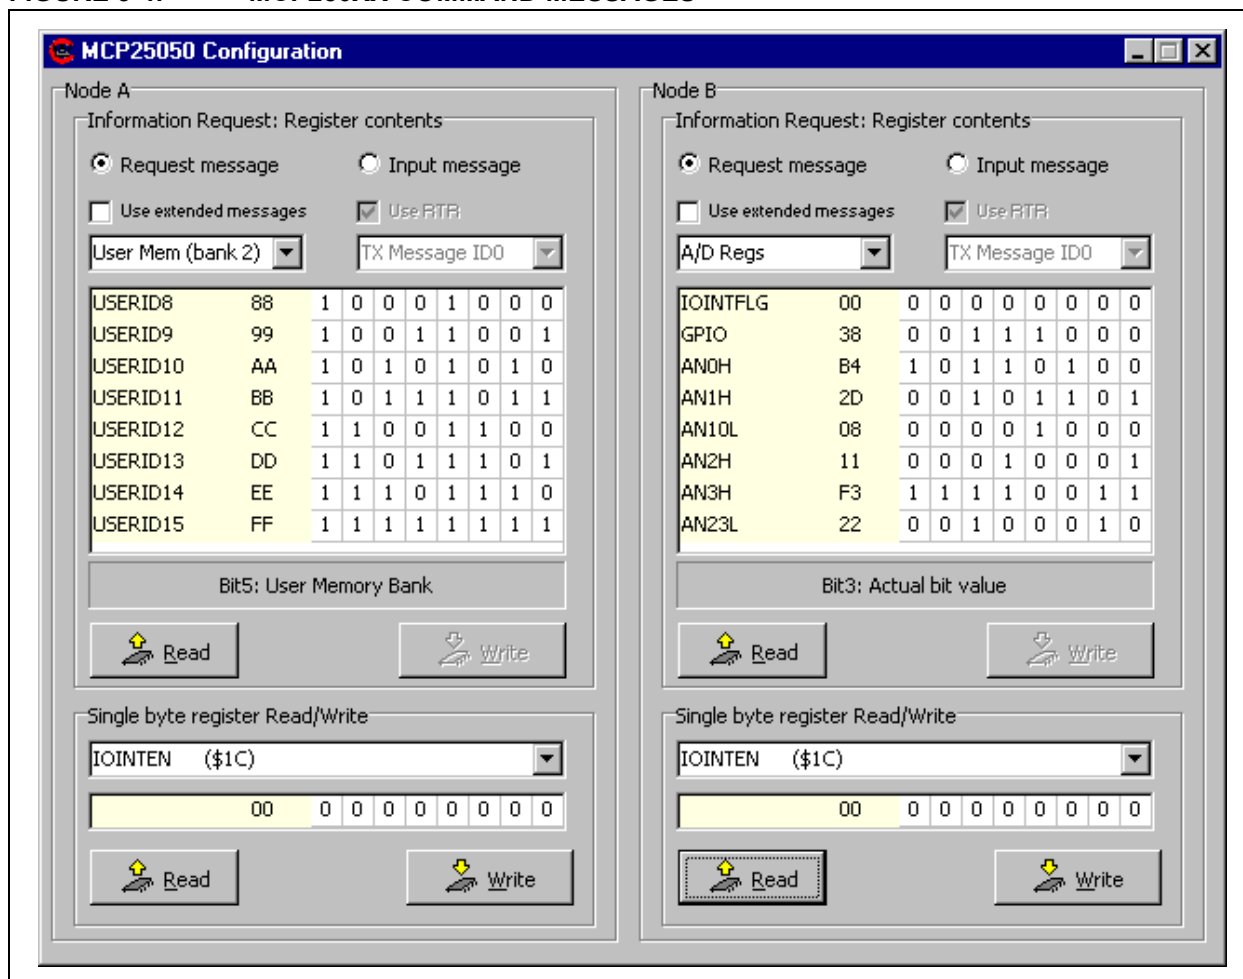 MCP25050 Configuration
Node A
Information Request: Register contents
Request message Input message
Use extended messages Use RTR
User Mem (bank 2) TX Message ID0
USERID8 88 1 0 0 0 1 0 0 0
USERID9 99 1 0 0 1 1 0 0 1
USERID10 AA 1 0 1 0 1 0 1 0
USERID11 BB 1 0 1 1 1 0 1 1
USERID12 CC 1 1 0 0 1 1 0 0
USERID13 DD 1 1 0 1 1 1 0 1
USERID14 EE 1 1 1 0 1 1 1 0
USERID15 FF 1 1 1 1 1 1 1 1
Bit5: User Memory Bank
Read Write
Single byte register Read/Write
IOINTEN ($1C)
00 0 0 0 0 0 0 0 0
Read Write
Node B
Information Request: Register contents
Request message Input message
Use extended messages Use RTR
A/D Regs TX Message ID0
IOINTFLG 00 0 0 0 0 0 0 0 0
GPIO 38 0 0 1 1 1 0 0 0
AN0H B4 1 0 1 1 0 1 0 0
AN1H 2D 0 0 1 0 1 1 0 1
AN10L 08 0 0 0 0 1 0 0 0
AN2H 11 0 0 0 1 0 0 0 1
AN3H F3 1 1 1 1 0 0 1 1
AN23L 22 0 0 1 0 0 0 1 0
Bit3: Actual bit value
Read Write
Single byte register Read/Write
IOINTEN ($1C)
00 0 0 0 0 0 0 0 0
Read Write